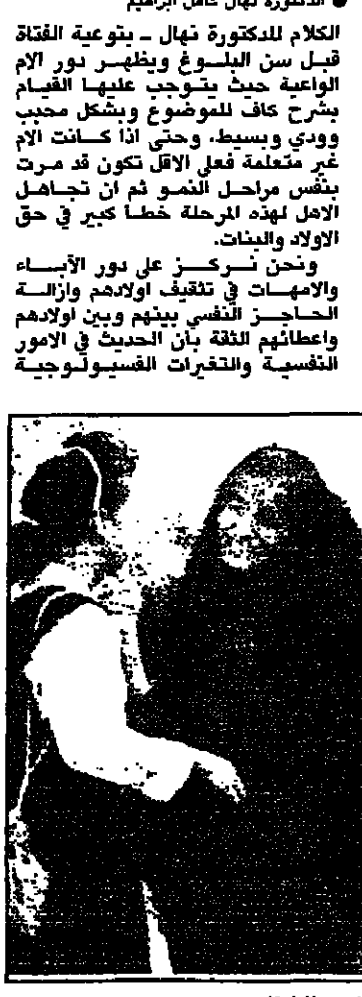 ● الدكتورة نهال كامل ابراهيم
الكلام للدكتورة نهال ـ بتوعية الفتاة
قبل سن البلوغ ويظهر دور الام
الواعية حيث يتوجب عليها القيام
بشرح كاف للموضوع وبشكل محبب
وودي وبسيط، وحتى اذا كانت الام
غير متعلمة فعلى الاقل تكون قد مرت
بنفس مراحل النمو ثم ان تجاهل
الاهل لهذه المرحلة خطأ كبير في حق
الاولاد والبنات.
ونحن نركز على دور الآباء
والامهات في تثقيف اولادهم وازالة
الحاجز النفسي بينهم وبين اولادهم
واعطائهم الثقة بأن الحديث في الامور
النفسية والتغيرات الفسيولوجية